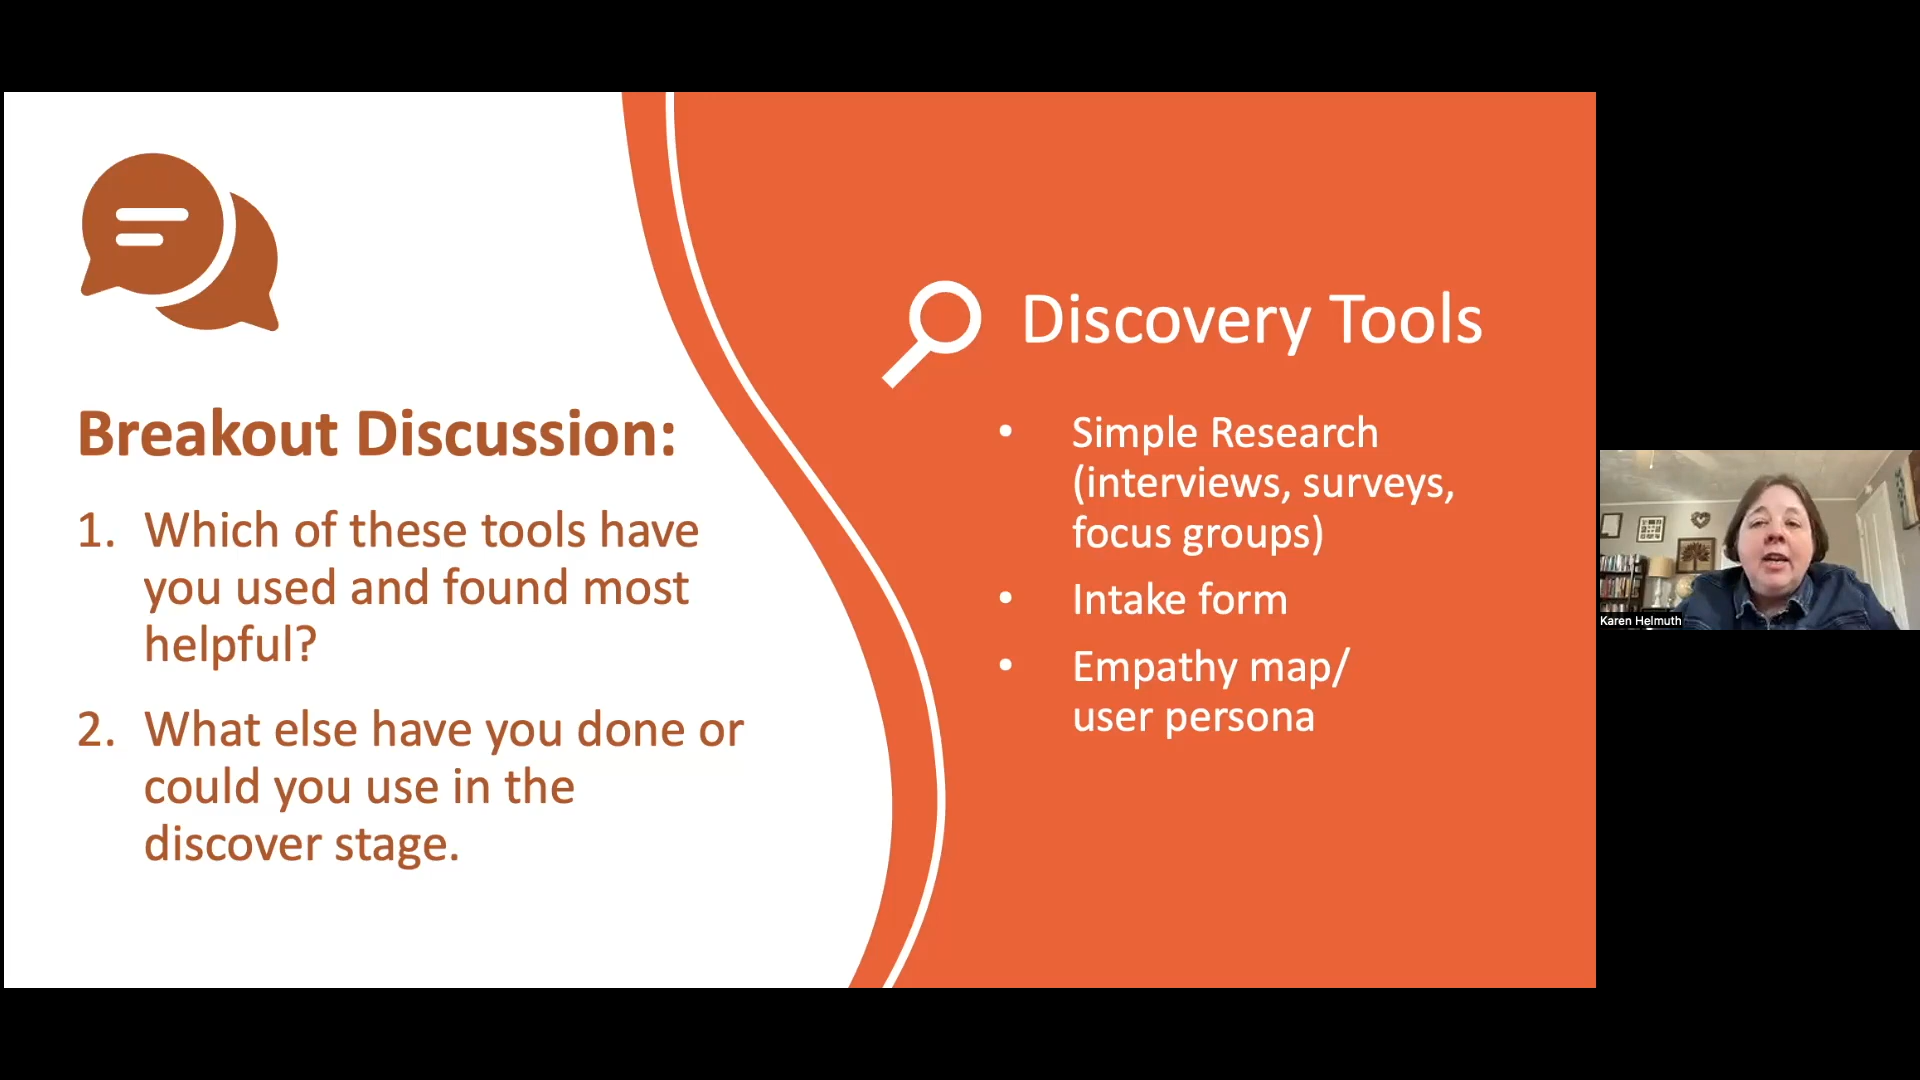 Breakout Discussion:
1. Which of these tools have
you used and found most
helpful?
2. What else have you done or
could you use in the
discover stage.
Discovery Tools
• Simple Research
(interviews, surveys,
focus groups)
• Intake form
• Empathy map/
user persona
Karen Helmuth